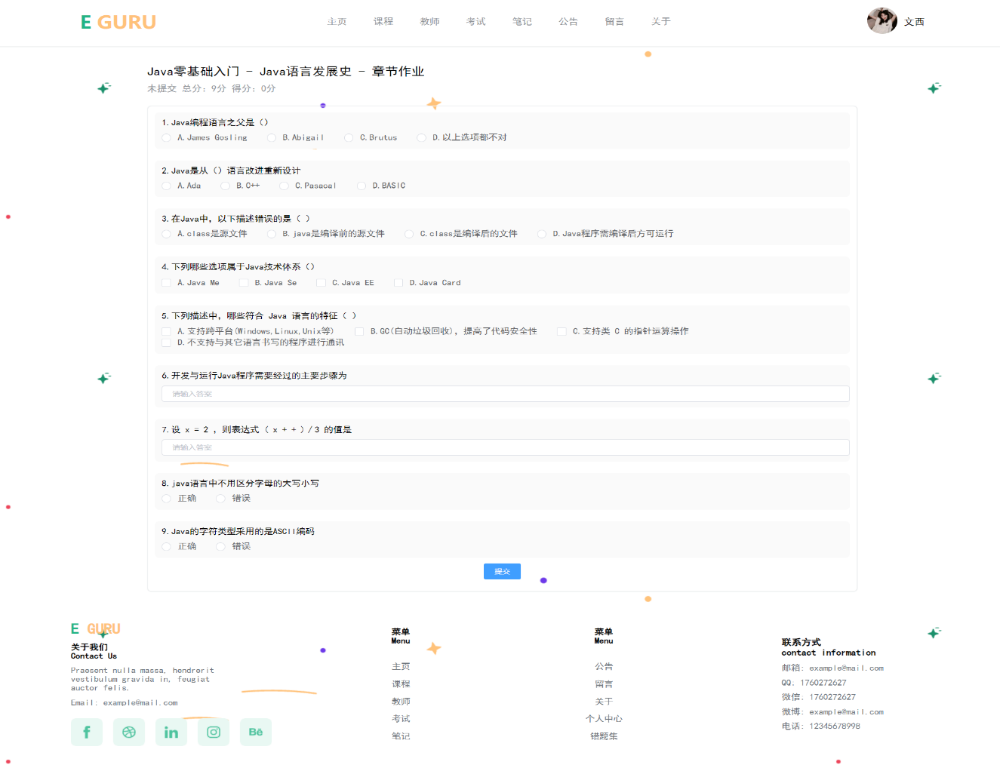 E GURU
主页 课程 教师 考试 笔记 公告 留言 关于
文西
Java零基础入门 - Java语言发展史 - 章节作业
未提交 总分: 9分 得分: 0分
1. Java编程语言之父是（）
A. James Gosling B. Abigail C. Brutus D. 以上选项都不对
2. Java是从（）语言改进重新设计
A. Ada B. C++ C. Pasacal D. BASIC
3. 在Java中，以下描述错误的是（ ）
A. class是源文件 B. java是编译前的源文件 C. class是编译后的文件 D. Java程序需编译后方可运行
4. 下列哪些选项属于Java技术体系（）
A. Java Me B. Java Se C. Java EE D. Java Card
5. 下列描述中，哪些符合 Java 语言的特征（ ）
A. 支持跨平台(Windows,Linux,Unix等) B. GC(自动垃圾回收)，提高了代码安全性 C. 支持类 C 的指针运算操作
D. 不支持与其它语言书写的程序进行通讯
6. 开发与运行Java程序需要经过的主要步骤为
请输入答案
7. 设 x = 2 ，则表达式（ x + + ）/ 3 的值是
请输入答案
8. java语言中不用区分字母的大写小写
正确 错误
9. Java的字符类型采用的是ASCII编码
正确 错误
提交
E GURU
关于我们
Contact Us
Praesent nulla massa, hendrerit
vestibulum gravida in, feugiat
auctor felis.
Email: example@mail.com
f in Bē
菜单
Menu
主页
课程
教师
考试
笔记
菜单
Menu
公告
留言
关于
个人中心
错题集
联系方式
contact information
邮箱: example@mail.com
QQ: 1760272627
微信: 1760272627
微博: example@mail.com
电话: 12345678998